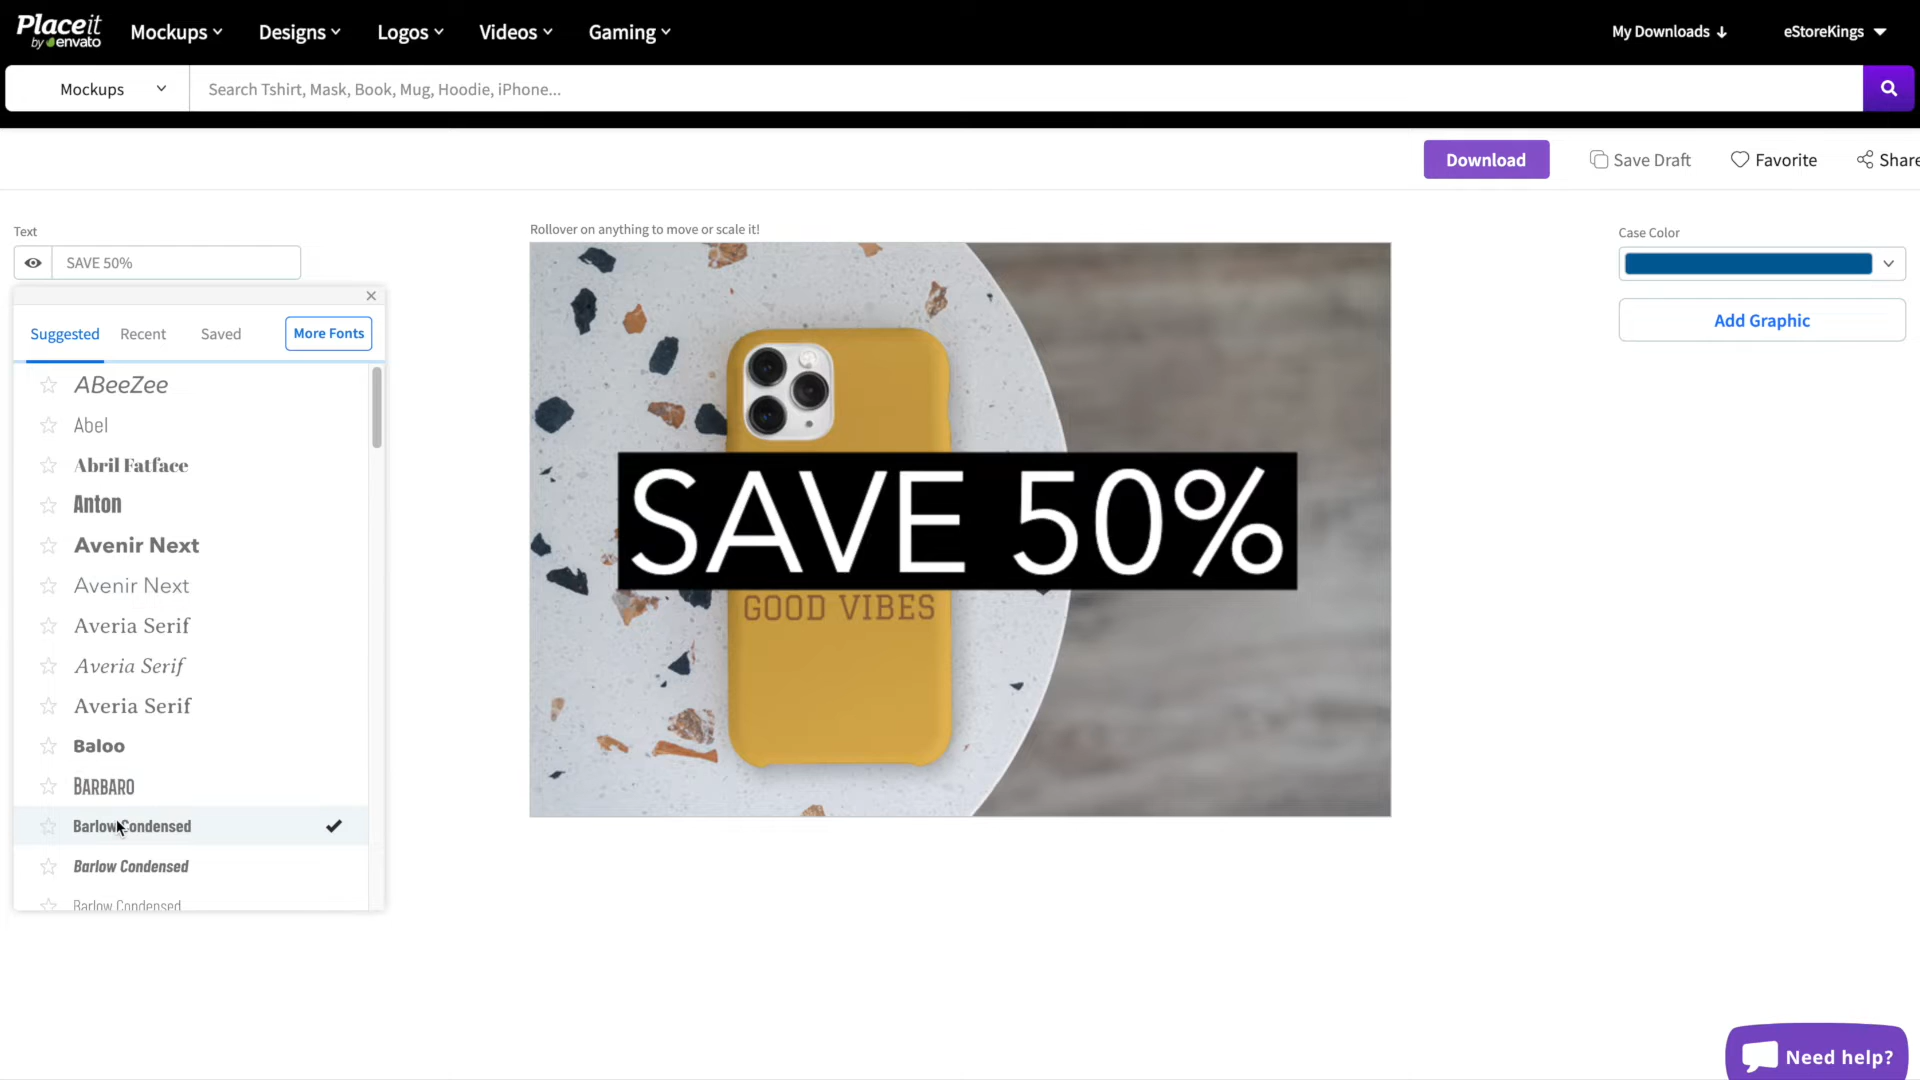 Placeit
by envato
Mockups
Designs
Logos
Videos
Gaming
My Downloads
eStoreKings
Mockups
Search Tshirt, Mask, Book, Mug, Hoodie, iPhone...
Download
Save Draft
Favorite
Share
Text
SAVE 50%
Suggested
Recent
Saved
More Fonts
ABeeZee
Abel
Abril Fatface
Anton
Avenir Next
Avenir Next
Averia Serif
Averia Serif
Averia Serif
Baloo
BARBARO
Barlow Condensed
Barlow Condensed
Barlow Condensed
Rollover on anything to move or scale it!
SAVE 50%
GOOD VIBES
Case Color
Add Graphic
Need help?